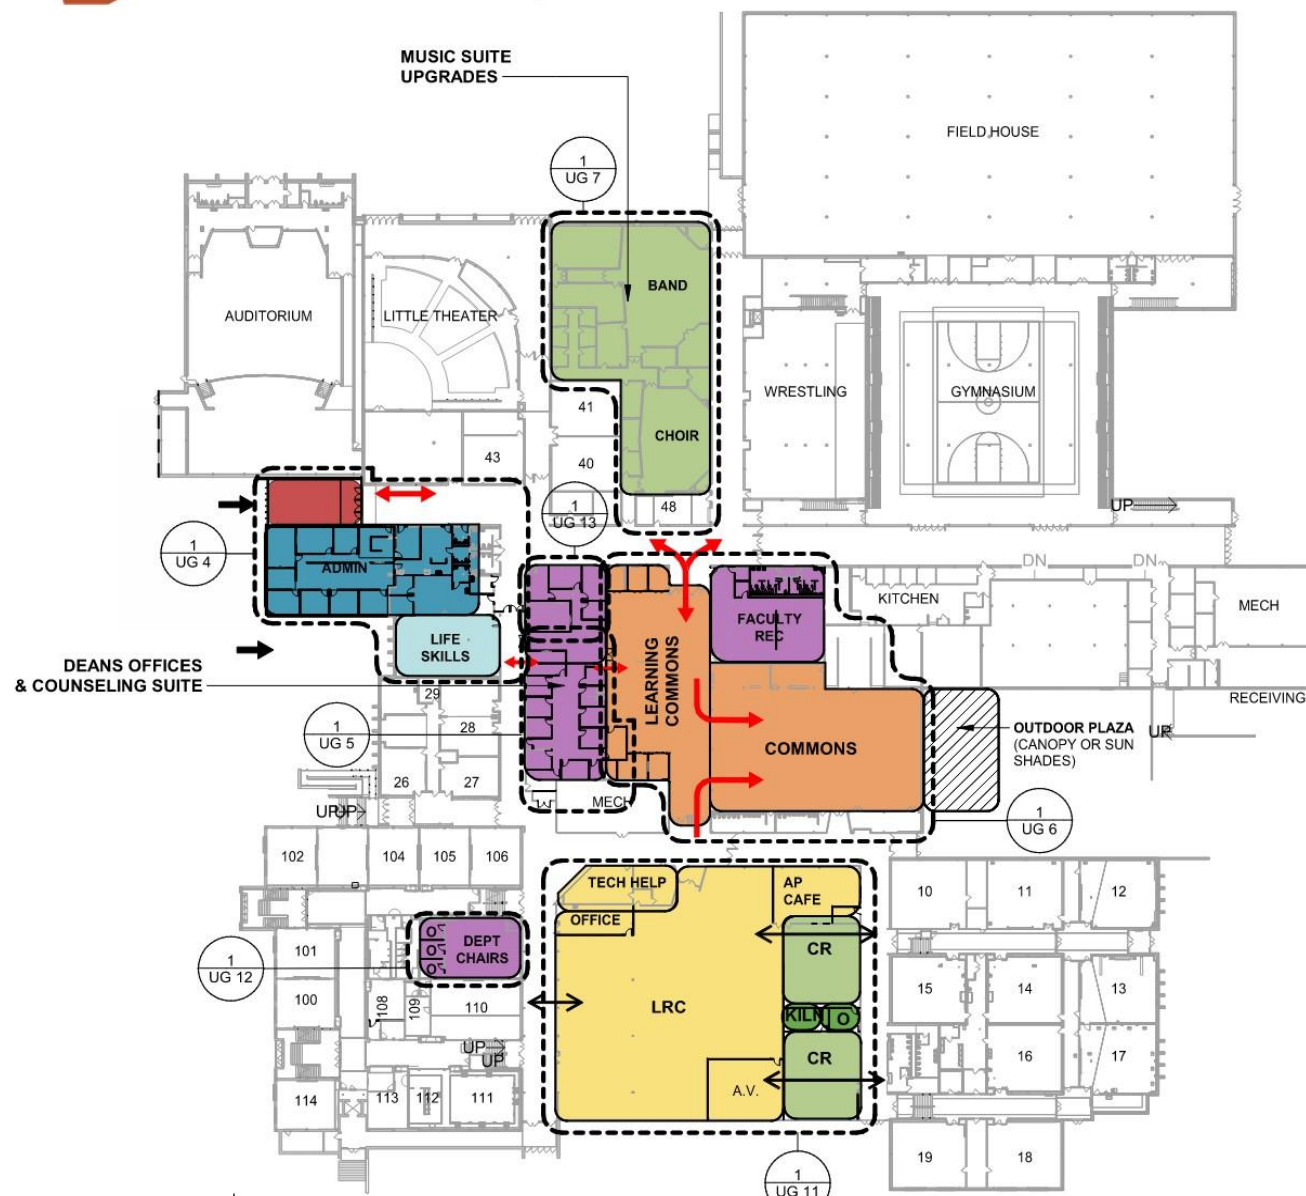 MUSIC SUITE
UPGRADES
FIELD HOUSE
1
UG 7
BAND
AUDITORIUM
LITTLE THEATER
WRESTLING
GYMNASIUM
41
CHOIR
43
40
48
UP
1
UG 13
1
UG 4
ADMIN
DN
DN
KITCHEN
MECH
FACULTY
REC
LIFE
SKILLS
DEANS OFFICES
& COUNSELING SUITE
LEARNING
COMMONS
29
RECEIVING
28
1
UG 5
COMMONS
OUTDOOR PLAZA
(CANOPY OR SUN
SHADES)
UP
26
27
MECH
UP
UP
1
UG 6
102
104
105
106
TECH HELP
AP
CAFE
10
11
12
OFFICE
101
DEPT
CHAIRS
CR
1
UG 12
15
14
13
100
108
109
110
LRC
KILN
O
UP
UP
16
17
CR
114
113
112
111
A.V.
19
18
1
UG 11